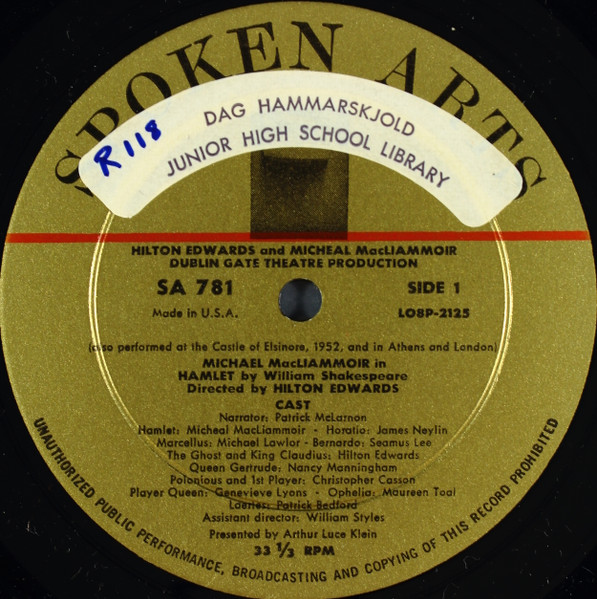 SPOKEN ARTS
DAG HAMMARSKJOLD
JUNIOR HIGH SCHOOL LIBRARY
R 118
HILTON EDWARDS and MICHEAL MacLIAMMOIR
DUBLIN GATE THEATRE PRODUCTION
SA 781
SIDE 1
Made in U.S.A.
LO8P-2125
(also performed at the Castle of Elsinore, 1952, and in Athens and London)
MICHAEL MacLIAMMOIR in
HAMLET by William Shakespeare
Directed by HILTON EDWARDS
CAST
Narrator: Patrick McLarnon
Hamlet: Micheal MacLiammoir - Horatio: James Neylin
Marcellus: Michael Lawlor - Bernardo: Seamus Lee
The Ghost and King Claudius: Hilton Edwards
Queen Gertrude: Nancy Manningham
Polonious and 1st Player: Christopher Casson
Player Queen: Genevieve Lyons - Ophelia: Maureen Toal
Laertes: Patrick Bedford
Assistant director: William Styles
Presented by Arthur Luce Klein
33 1/3 RPM
UNAUTHORIZED PUBLIC PERFORMANCE, BROADCASTING AND COPYING OF THIS RECORD PROHIBITED